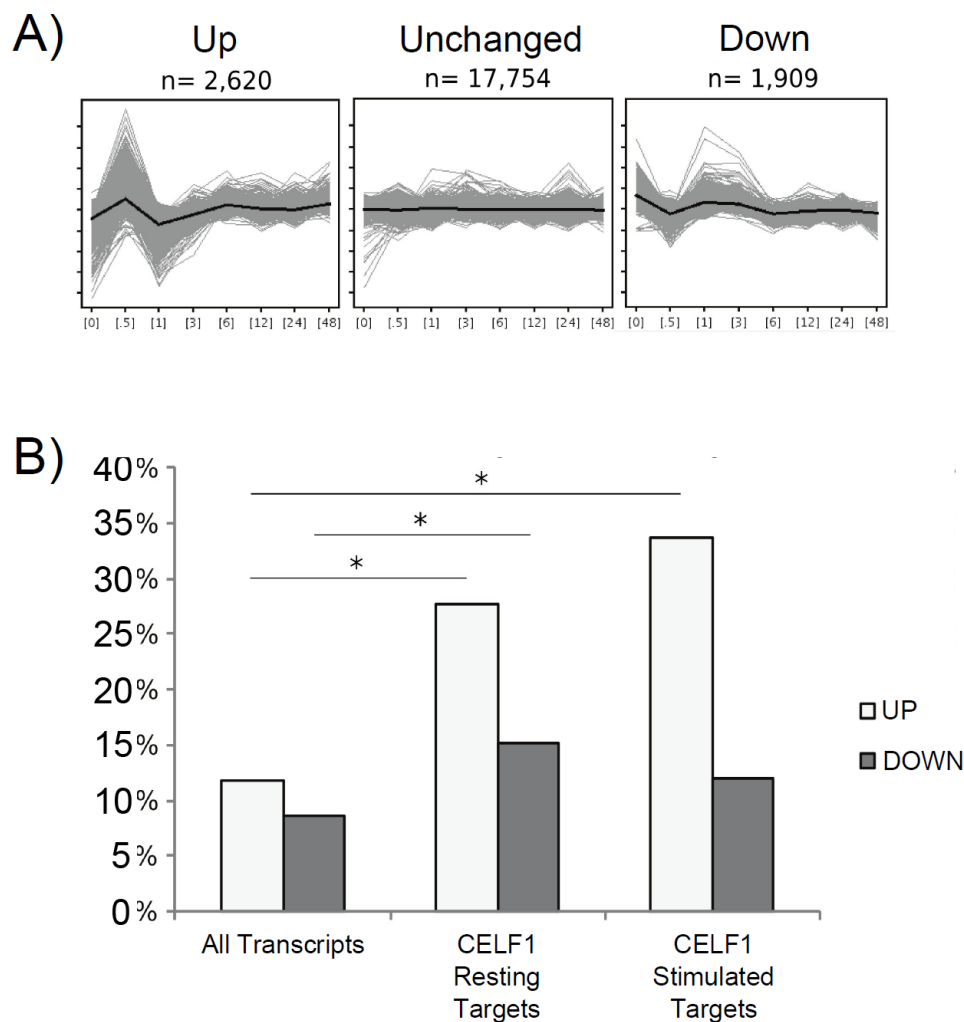 A)
Up Unchanged Down
n= 2,620 n= 17,754 n= 1,909
[0] [.5] [1] [3] [6] [12] [24] [48] [0] [.5] [1] [3] [6] [12] [24] [48] [0] [.5] [1] [3] [6] [12] [24] [48]
B)
40%
*
35%
*
*
30%
25%
20%
UP
15%
DOWN
10%
5%
0%
All Transcripts CELF1 CELF1
Resting Stimulated
Targets Targets